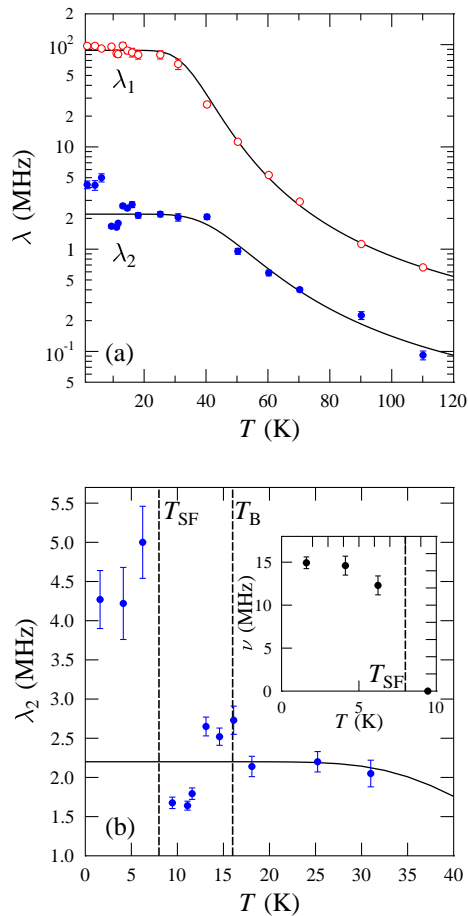 10²
5
2
10
5
2
1
5
2
10⁻¹
5
λ (MHz)
λ₁
λ₂
(a)
20 40 60 80 100 120
T (K)
5.5
5.0
4.5
4.0
3.5
3.0
2.5
2.0
1.5
1.0
λ₂ (MHz)
T_SF
T_B
15
10
5
0
ν (MHz)
T_SF
0 5 10
T (K)
(b)
0 5 10 15 20 25 30 35 40
T (K)